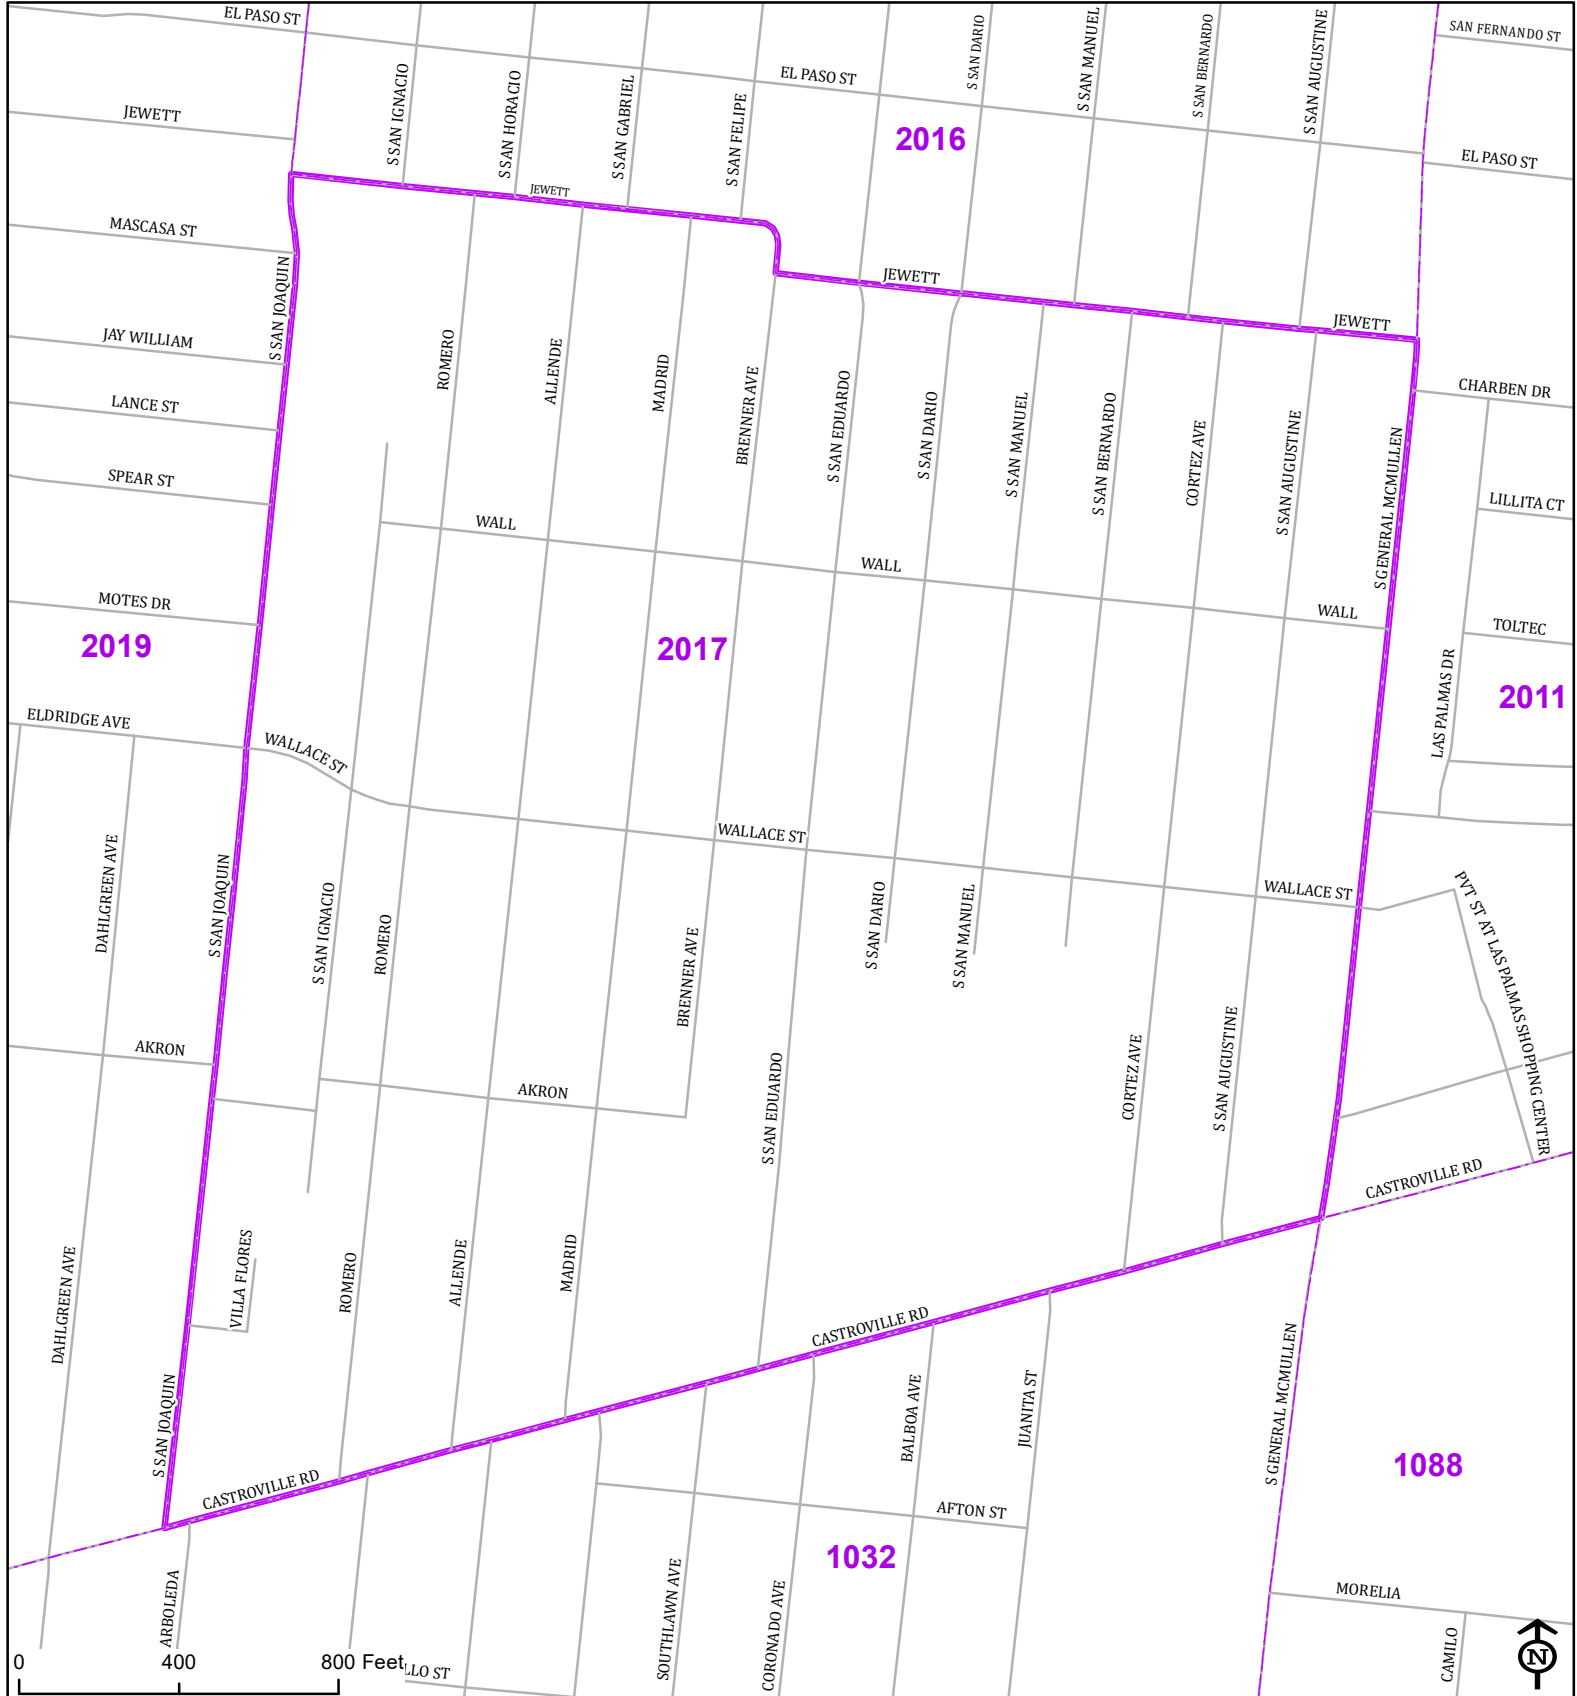 EL PASO ST
SAN FERNANDO ST
S SAN DARIO
S SAN MANUEL
S SAN BERNARDO
S SAN AUGUSTINE
EL PASO ST
JEWETT
S SAN IGNACIO
S SAN HORACIO
S SAN GABRIEL
S SAN FELIPE
2016
EL PASO ST
JEWETT
MASCASA ST
JEWETT
S SAN JOAQUIN
JEWETT
JAY WILLIAM
ROMERO
ALLENDE
MADRID
BRENNER AVE
S SAN EDUARDO
S SAN DARIO
S SAN MANUEL
S SAN BERNARDO
CORTEZ AVE
S SAN AUGUSTINE
S GENERAL MCMULLEN
CHARBEN DR
LANCE ST
SPEAR ST
LILLITA CT
WALL
WALL
WALL
MOTES DR
TOLTEC
2019
2017
LAS PALMAS DR
2011
ELDRIDGE AVE
WALLACE ST
WALLACE ST
WALLACE ST
DAHLGREEN AVE
S SAN JOAQUIN
S SAN IGNACIO
ROMERO
BRENNER AVE
S SAN DARIO
S SAN MANUEL
PVT ST AT LAS PALMAS SHOPPING CENTER
AKRON
AKRON
S SAN EDUARDO
CORTEZ AVE
S SAN AUGUSTINE
CASTROVILLE RD
DAHLGREEN AVE
VILLA FLORES
ROMERO
ALLENDE
MADRID
CASTROVILLE RD
S SAN JOAQUIN
BALBOA AVE
JUANITA ST
S GENERAL MCMULLEN
1088
CASTROVILLE RD
AFTON ST
1032
ARBOLEDA
SOUTHLAWN AVE
CORONADO AVE
MORELIA
CAMILO
N
0 400 800 Feet
LLO ST